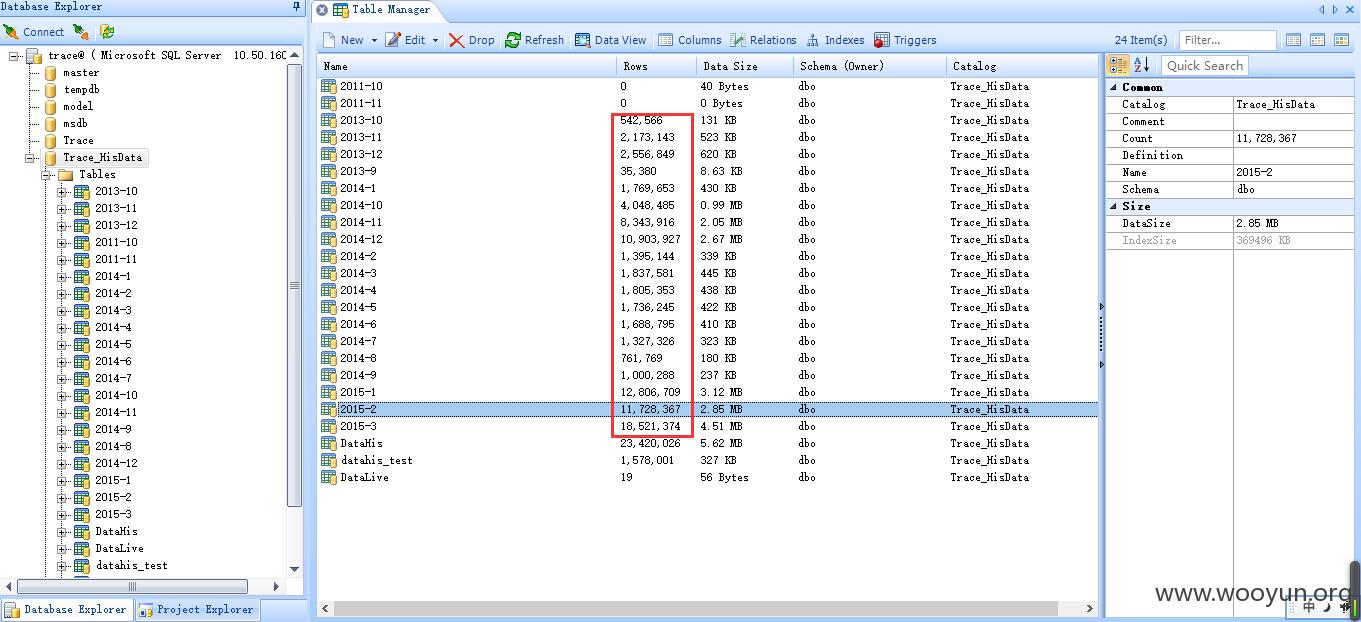 Database Explorer
Connect
trace@ ( Microsoft SQL Server 10.50.160
master
tempdb
model
msdb
Trace
Trace_HisData
Tables
2013-10
2013-11
2013-12
2011-10
2011-11
2014-1
2014-2
2014-3
2014-4
2014-5
2014-6
2014-7
2014-10
2014-11
2014-9
2014-8
2014-12
2015-1
2015-2
2015-3
DataHis
DataLive
datahis_test
Database Explorer Project Explorer
Table Manager
New Edit Drop Refresh Data View Columns Relations Indexes Triggers 24 Item(s) Filter...
Name Rows Data Size Schema (Owner) Catalog
2011-10 0 40 Bytes dbo Trace_HisData
2011-11 0 0 Bytes dbo Trace_HisData
2013-10 542,566 131 KB dbo Trace_HisData
2013-11 2,173,143 523 KB dbo Trace_HisData
2013-12 2,556,849 620 KB dbo Trace_HisData
2013-9 35,380 8.63 KB dbo Trace_HisData
2014-1 1,769,653 430 KB dbo Trace_HisData
2014-10 4,048,485 0.99 MB dbo Trace_HisData
2014-11 8,343,916 2.05 MB dbo Trace_HisData
2014-12 10,903,927 2.67 MB dbo Trace_HisData
2014-2 1,395,144 339 KB dbo Trace_HisData
2014-3 1,837,581 445 KB dbo Trace_HisData
2014-4 1,805,353 438 KB dbo Trace_HisData
2014-5 1,736,245 422 KB dbo Trace_HisData
2014-6 1,688,795 410 KB dbo Trace_HisData
2014-7 1,327,326 323 KB dbo Trace_HisData
2014-8 761,769 180 KB dbo Trace_HisData
2014-9 1,000,288 237 KB dbo Trace_HisData
2015-1 12,806,709 3.12 MB dbo Trace_HisData
2015-2 11,728,367 2.85 MB dbo Trace_HisData
2015-3 18,521,374 4.51 MB dbo Trace_HisData
DataHis 23,420,026 5.62 MB dbo Trace_HisData
datahis_test 1,578,001 327 KB dbo Trace_HisData
DataLive 19 56 Bytes dbo Trace_HisData
Quick Search
Common
Catalog Trace_HisData
Comment
Count 11,728,367
Definition
Name 2015-2
Schema dbo
Size
DataSize 2.85 MB
IndexSize 369496 KB
www.wooyun.org
中